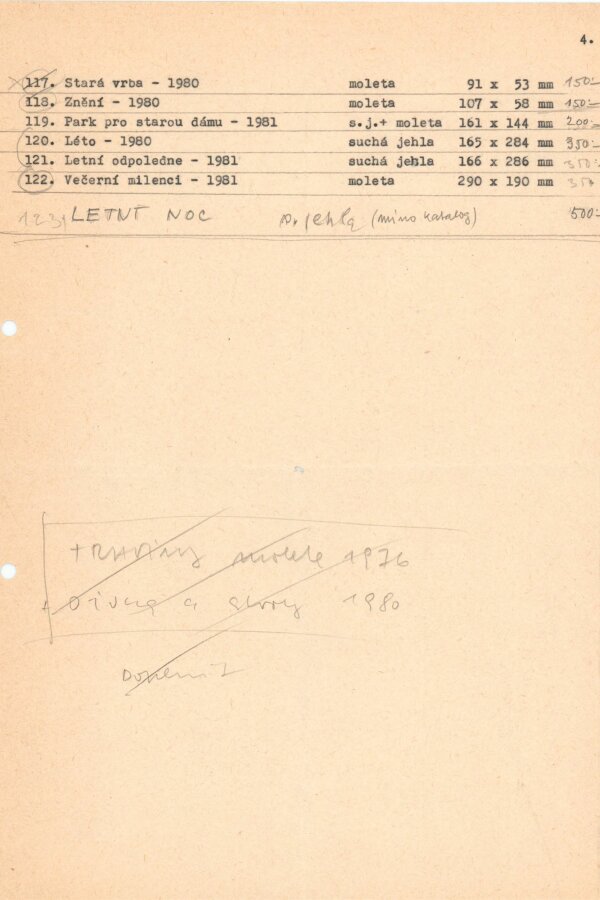 4.
117. Stará vrba - 1980 moleta 91 x 53 mm 150.-
118. Znění - 1980 moleta 107 x 58 mm 150.-
119. Park pro starou dámu - 1981 s.j.+ moleta 161 x 144 mm 200.-
120. Léto - 1980 suchá jehla 165 x 284 mm 350.-
121. Letní odpoledne - 1981 suchá jehla 166 x 286 mm 350.-
122. Večerní milenci - 1981 moleta 290 x 190 mm 350
123, LETNÍ NOC s. jehla (mimo katalog) 500.-
moleta 1976
a 1980